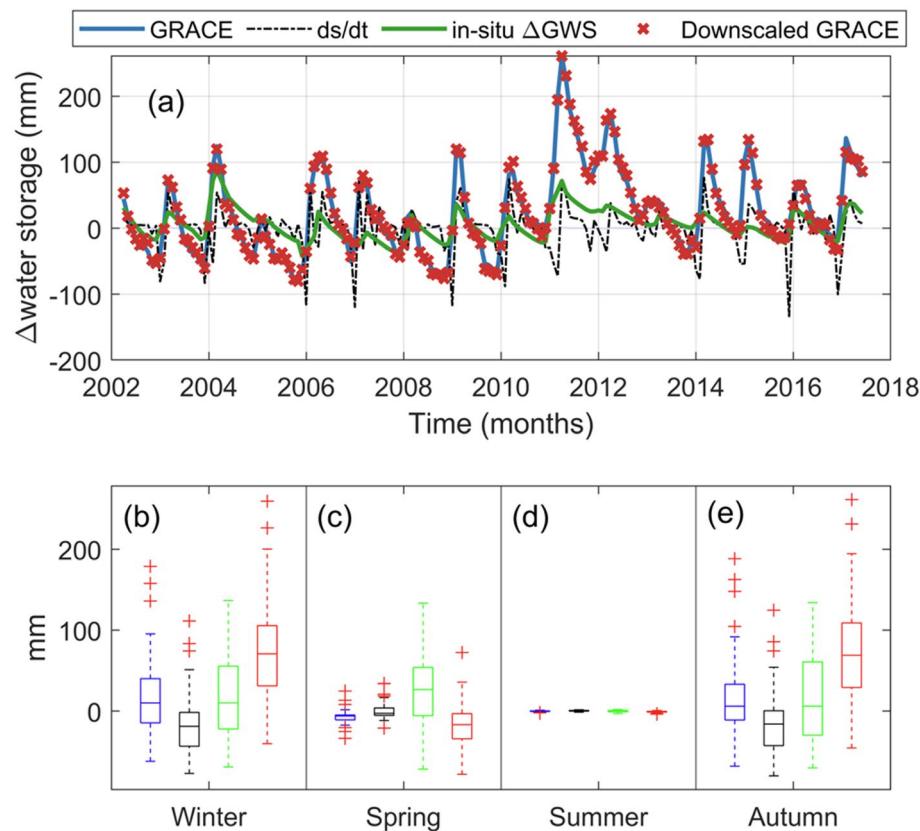 GRACE ds/dt in-situ ΔGWS Downscaled GRACE
(a)
Δwater storage (mm)
200
100
0
-100
-200
2002 2004 2006 2008 2010 2012 2014 2016 2018
Time (months)
(b) (c) (d) (e)
mm
200
100
0
Winter Spring Summer Autumn